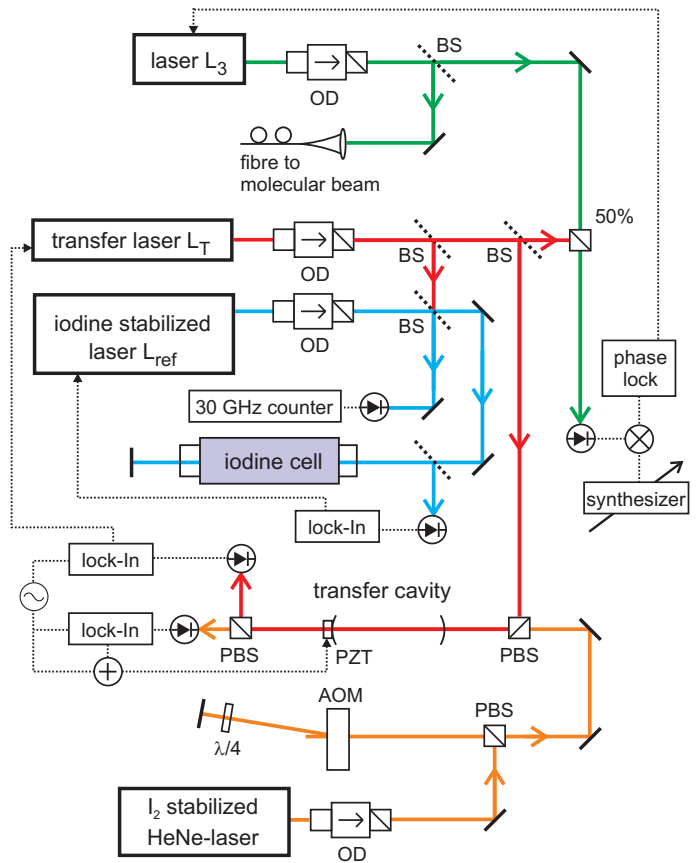 laser L3
BS
OD
fibre to
molecular beam
50%
transfer laser LT
OD
BS
BS
iodine stabilized
laser Lref
OD
BS
phase
lock
30 GHz counter
iodine cell
synthesizer
lock-In
lock-In
transfer cavity
lock-In
PBS
PZT
PBS
AOM
PBS
λ/4
I2 stabilized
HeNe-laser
OD